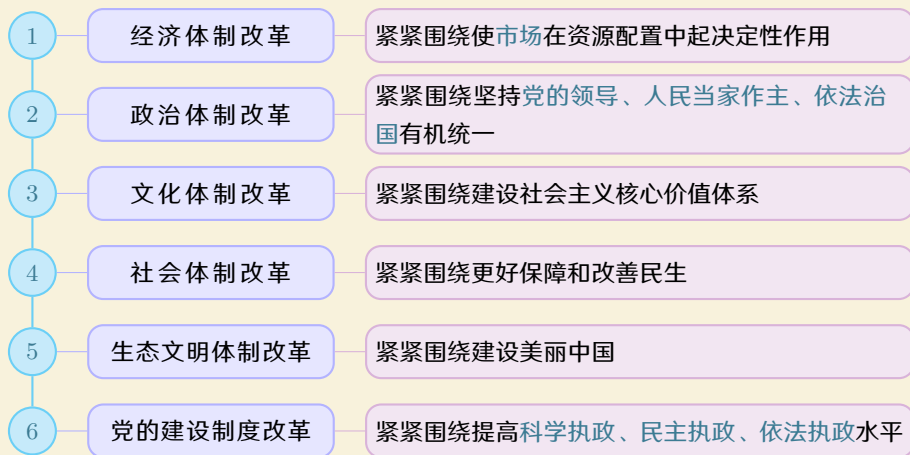 1 经济体制改革 紧紧围绕使市场在资源配置中起决定性作用
2 政治体制改革 紧紧围绕坚持党的领导、人民当家作主、依法治
国有机统一
3 文化体制改革 紧紧围绕建设社会主义核心价值体系
4 社会体制改革 紧紧围绕更好保障和改善民生
5 生态文明体制改革 紧紧围绕建设美丽中国
6 党的建设制度改革 紧紧围绕提高科学执政、民主执政、依法执政水平